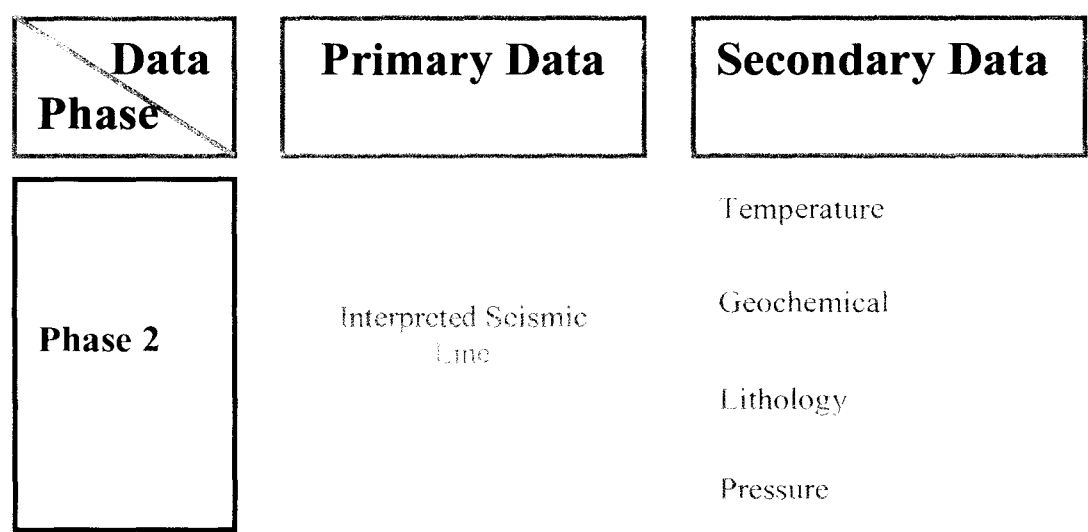 Data
Phase
Primary Data
Secondary Data
Phase 2
Interpreted Seismic
Line
Temperature
Geochemical
Lithology
Pressure